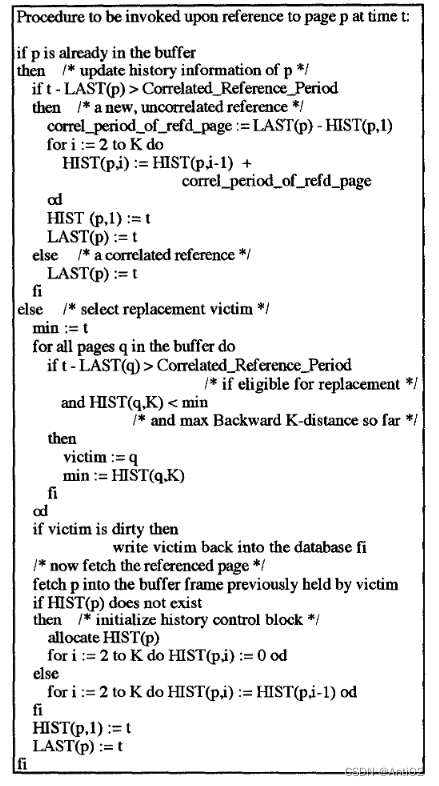 Procedure to be invoked upon reference to page p at time t:
if p is already in the buffer
then /* update history information of p */
if t - LAST(p) > Correlated_Reference_Period
then /* a new, uncorrelated reference */
correl_period_of_refd_page := LAST(p) - HIST(p,1)
for i := 2 to K do
HIST(p,i) := HIST(p,i-1) +
correl_period_of_refd_page
od
HIST (p,1) := t
LAST(p) := t
else /* a correlated reference */
LAST(p) := t
fi
else /* select replacement victim */
min := t
for all pages q in the buffer do
if t - LAST(q) > Correlated_Reference_Period
/* if eligible for replacement */
and HIST(q,K) < min
/* and max Backward K-distance so far */
then
victim := q
min := HIST(q,K)
fi
od
if victim is dirty then
write victim back into the database fi
/* now fetch the referenced page */
fetch p into the buffer frame previously held by victim
if HIST(p) does not exist
then /* initialize history control block */
allocate HIST(p)
for i := 2 to K do HIST(p,i) := 0 od
else
for i := 2 to K do HIST(p,i) := HIST(p,i-1) od
fi
HIST(p,1) := t
LAST(p) := t
fi
CSDN @AntiO2